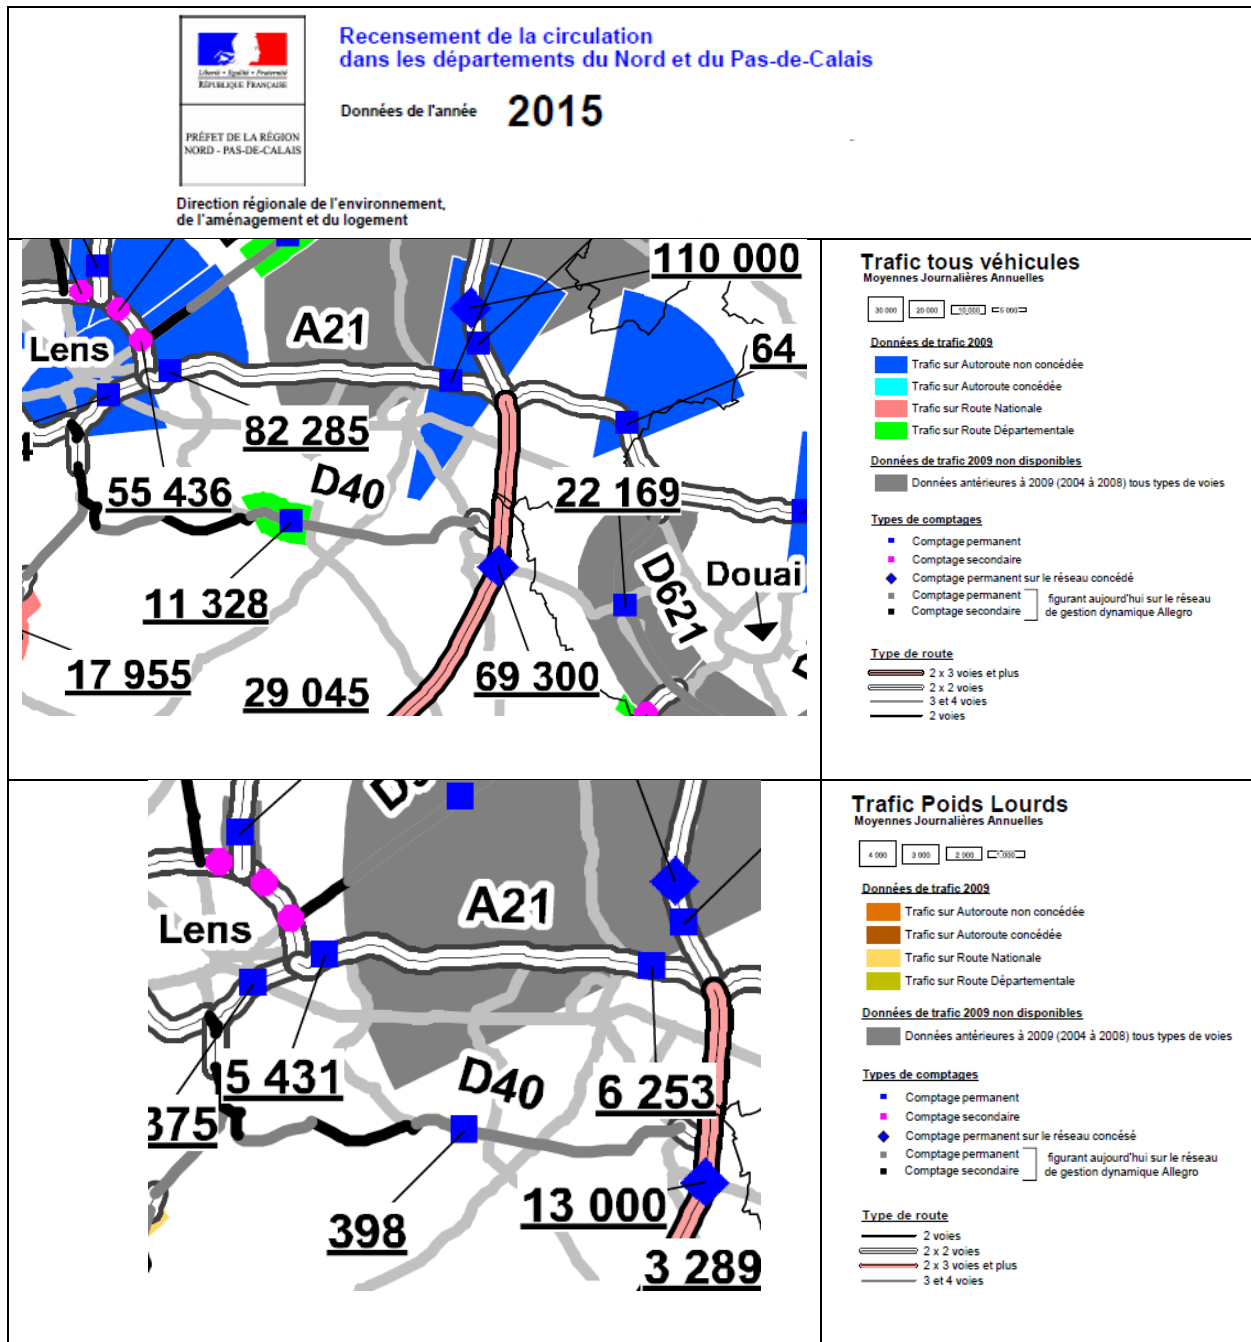 Recensement de la circulation
dans les départements du Nord et du Pas-de-Calais
Données de l'année 2015
Liberté • Égalité • Fraternité
RÉPUBLIQUE FRANÇAISE
PRÉFET DE LA RÉGION
NORD - PAS-DE-CALAIS
Direction régionale de l'environnement,
de l'aménagement et du logement
110 000
A21
Lens
64
82 285
D40
55 436
22 169
D621
Douai
11 328
17 955
69 300
29 045
Trafic tous véhicules
Moyennes Journalières Annuelles
30 000
20 000
10 000
5 000
Données de trafic 2009
Trafic sur Autoroute non concédée
Trafic sur Autoroute concédée
Trafic sur Route Nationale
Trafic sur Route Départementale
Données de trafic 2009 non disponibles
Données antérieures à 2009 (2004 à 2008) tous types de voies
Types de comptages
Comptage permanent
Comptage secondaire
Comptage permanent sur le réseau concédé
Comptage permanent
Comptage secondaire
figurant aujourd'hui sur le réseau
de gestion dynamique Allegro
Type de route
2 x 3 voies et plus
2 x 2 voies
3 et 4 voies
2 voies
A21
Lens
5 431
D40
6 253
375
13 000
398
3 289
Trafic Poids Lourds
Moyennes Journalières Annuelles
4 000
3 000
2 000
1 000
Données de trafic 2009
Trafic sur Autoroute non concédée
Trafic sur Autoroute concédée
Trafic sur Route Nationale
Trafic sur Route Départementale
Données de trafic 2009 non disponibles
Données antérieures à 2009 (2004 à 2008) tous types de voies
Types de comptages
Comptage permanent
Comptage secondaire
Comptage permanent sur le réseau concésé
Comptage permanent
Comptage secondaire
figurant aujourd'hui sur le réseau
de gestion dynamique Allegro
Type de route
2 voies
2 x 2 voies
2 x 3 voies et plus
3 et 4 voies